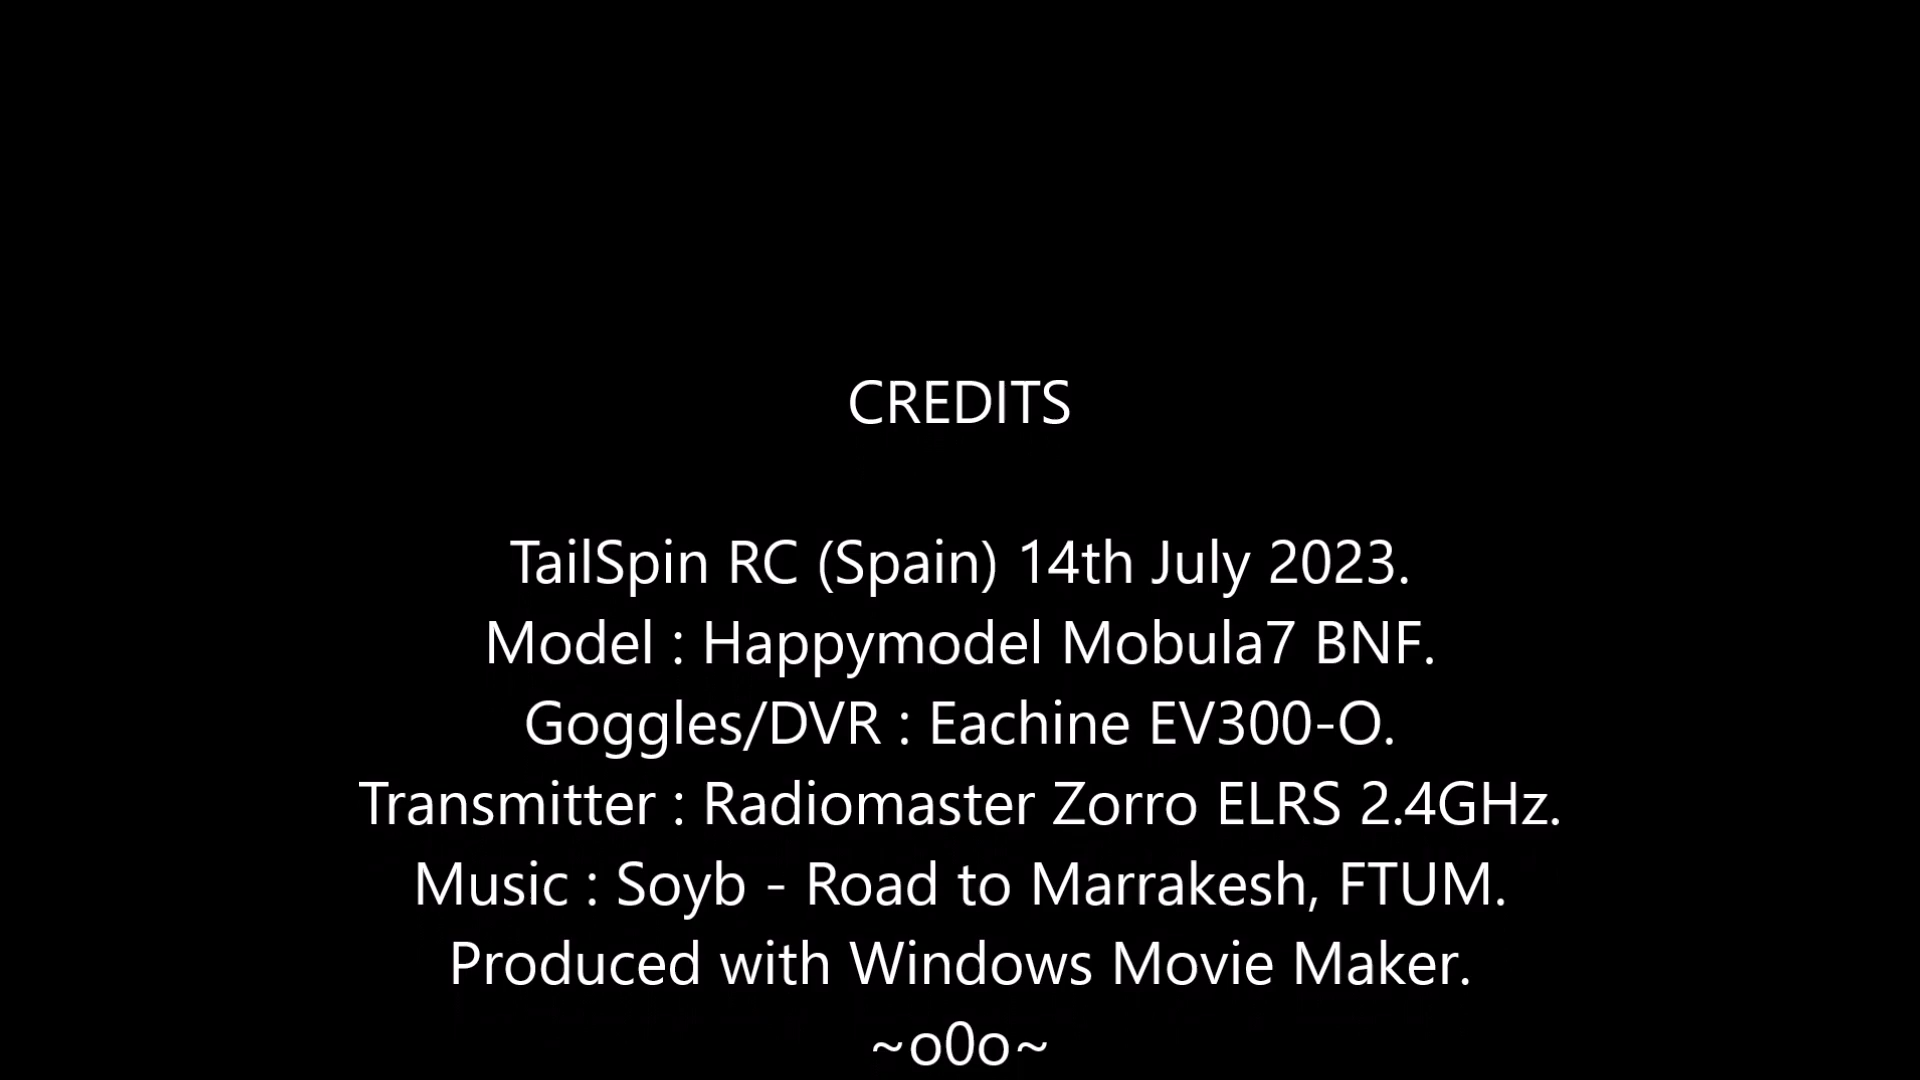 CREDITS
TailSpin RC (Spain) 14th July 2023.
Model : Happymodel Mobula7 BNF.
Goggles/DVR : Eachine EV300-O.
Transmitter : Radiomaster Zorro ELRS 2.4GHz.
Music : Soyb - Road to Marrakesh, FTUM.
Produced with Windows Movie Maker.
~o0o~